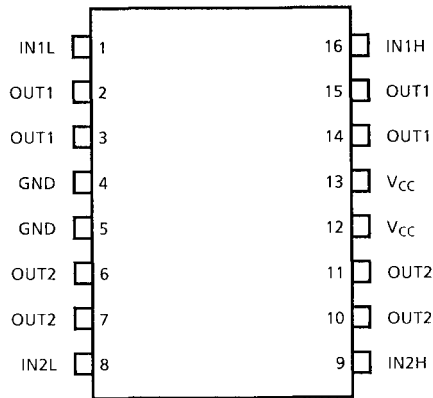 IN1L 1 16 IN1H
OUT1 2 15 OUT1
OUT1 3 14 OUT1
GND 4 13 VCC
GND 5 12 VCC
OUT2 6 11 OUT2
OUT2 7 10 OUT2
IN2L 8 9 IN2H